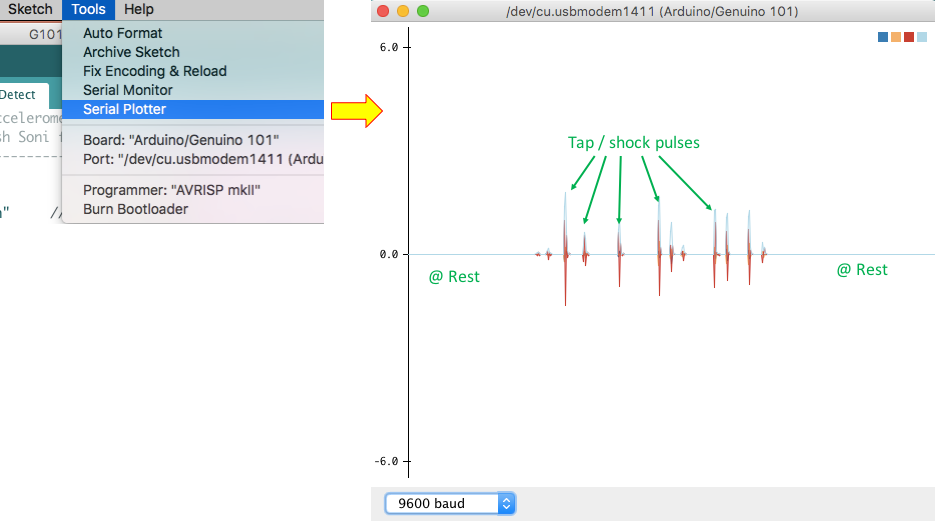 Sketch Tools Help
G101
Auto Format
Archive Sketch
Fix Encoding & Reload
Serial Monitor
Serial Plotter
Board: "Arduino/Genuino 101"
Port: "/dev/cu.usbmodem1411 (Ardu
Programmer: "AVRISP mkII"
Burn Bootloader
Detect
ccelerome
sh Soni f
----------
n" //
/dev/cu.usbmodem1411 (Arduino/Genuino 101)
6.0
Tap / shock pulses
0.0
@ Rest
@ Rest
-6.0
9600 baud